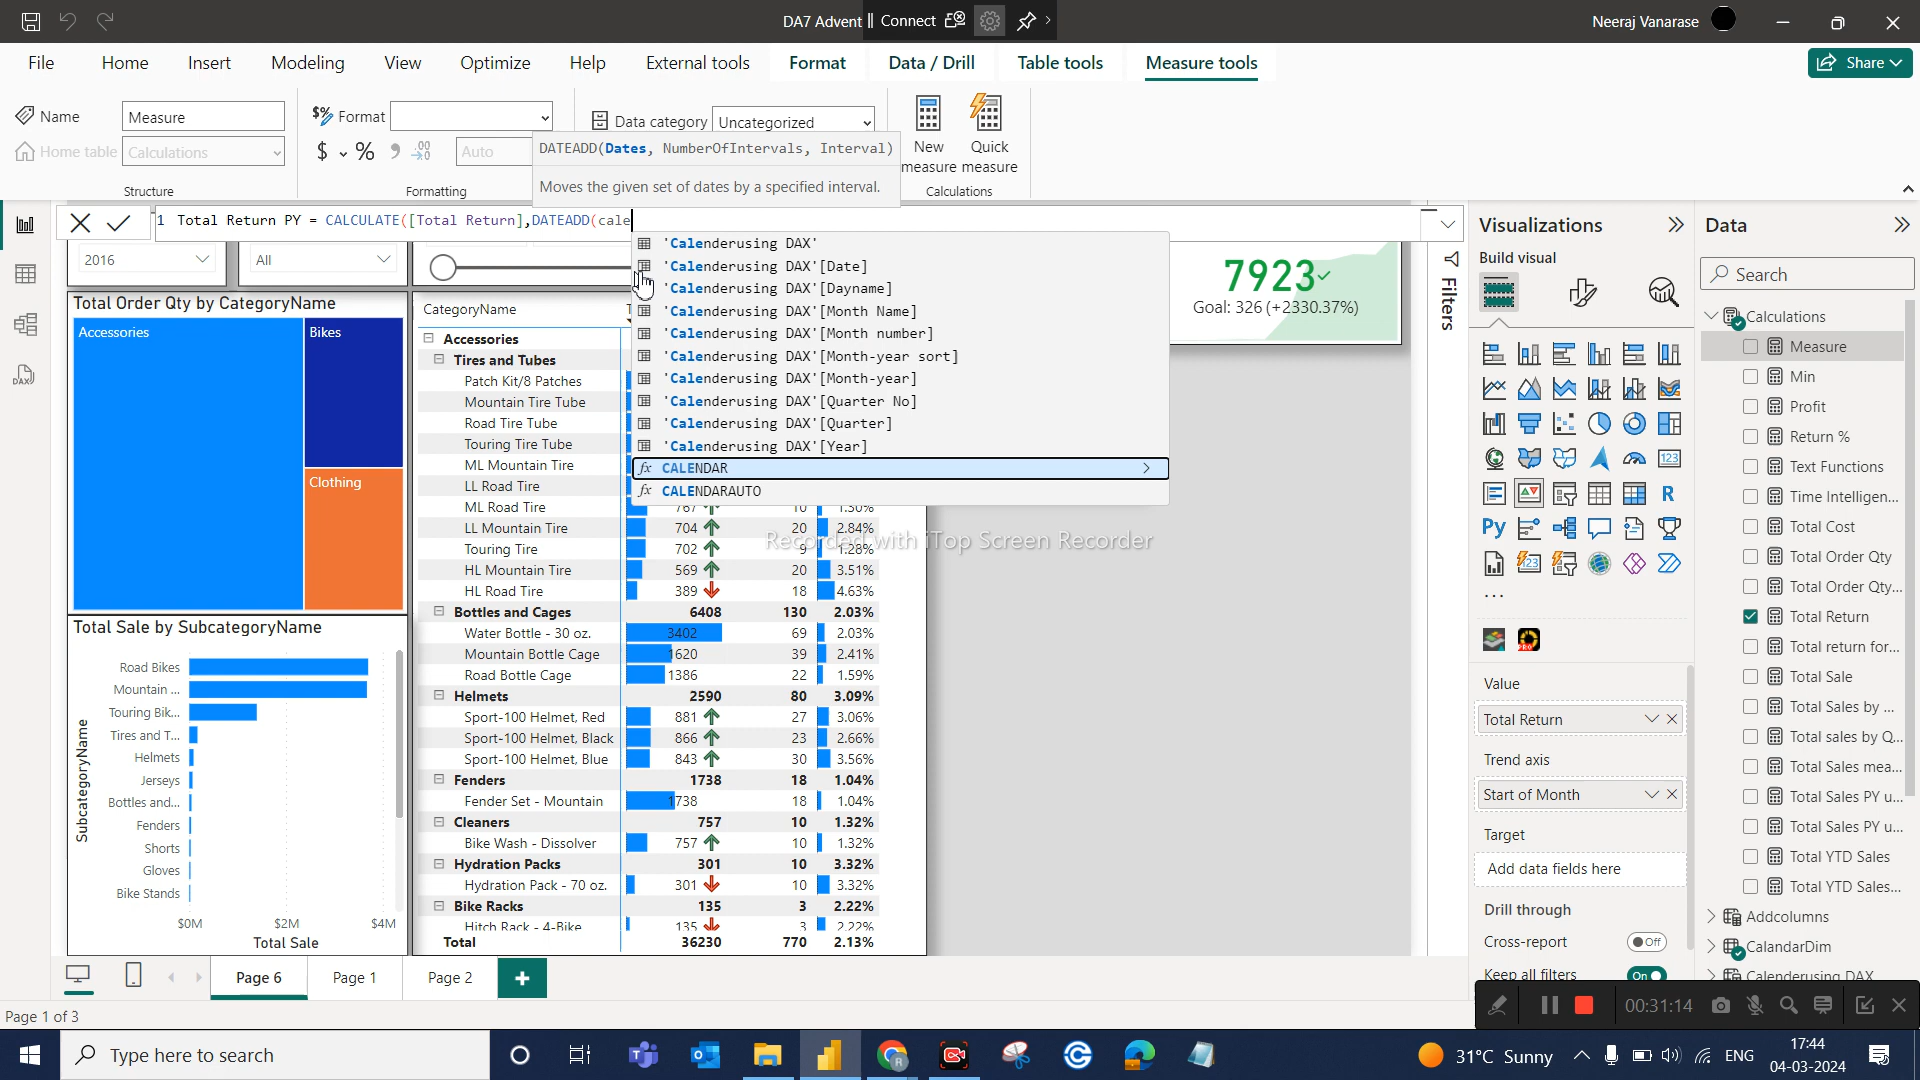 DA7 Advent
Connect
Neeraj Vanarase
File Home Insert Modeling View Optimize Help External tools Format Data / Drill Table tools Measure tools
Share
Name Measure
Format
Data category Uncategorized
Home table Calculations
$ % Auto
New measure
Quick measure
Structure
Formatting
Calculations
DATEADD(Dates, NumberOfIntervals, Interval)
Moves the given set of dates by a specified interval.
1 Total Return PY = CALCULATE([Total Return],DATEADD(cale
'Calenderusing DAX'
'Calenderusing DAX'[Date]
'Calenderusing DAX'[Dayname]
'Calenderusing DAX'[Month Name]
'Calenderusing DAX'[Month number]
'Calenderusing DAX'[Month-year sort]
'Calenderusing DAX'[Month-year]
'Calenderusing DAX'[Quarter No]
'Calenderusing DAX'[Quarter]
'Calenderusing DAX'[Year]
fx CALENDAR
fx CALENDARAUTO
2016
All
7923
Goal: 326 (+2330.37%)
Total Order Qty by CategoryName
Accessories
Bikes
Clothing
Total Sale by SubcategoryName
SubcategoryName
Road Bikes
Mountain ...
Touring Bik...
Tires and T...
Helmets
Jerseys
Bottles and...
Fenders
Shorts
Gloves
Bike Stands
$0M $2M $4M
Total Sale
CategoryName
Accessories
Tires and Tubes
Patch Kit/8 Patches
Mountain Tire Tube
Road Tire Tube
Touring Tire Tube
ML Mountain Tire
LL Road Tire
ML Road Tire 767 10 1.30%
LL Mountain Tire 704 20 2.84%
Touring Tire 702 9 1.28%
HL Mountain Tire 569 20 3.51%
HL Road Tire 389 18 4.63%
Bottles and Cages 6408 130 2.03%
Water Bottle - 30 oz. 3402 69 2.03%
Mountain Bottle Cage 1620 39 2.41%
Road Bottle Cage 1386 22 1.59%
Helmets 2590 80 3.09%
Sport-100 Helmet, Red 881 27 3.06%
Sport-100 Helmet, Black 866 23 2.66%
Sport-100 Helmet, Blue 843 30 3.56%
Fenders 1738 18 1.04%
Fender Set - Mountain 1738 18 1.04%
Cleaners 757 10 1.32%
Bike Wash - Dissolver 757 10 1.32%
Hydration Packs 301 10 3.32%
Hydration Pack - 70 oz. 301 10 3.32%
Bike Racks 135 3 2.22%
Hitch Rack - 4-Bike 135 3 2.22%
Total 36230 770 2.13%
Recorded with iTop Screen Recorder
Filters
Visualizations
Build visual
Value
Total Return
Trend axis
Start of Month
Target
Add data fields here
Drill through
Cross-report Off
Keep all filters On
Data
Search
Calculations
Measure
Min
Profit
Return %
Text Functions
Time Intelligen...
Total Cost
Total Order Qty
Total Order Qty...
Total Return
Total return for...
Total Sale
Total Sales by ...
Total sales by Q...
Total Sales mea...
Total Sales PY u...
Total Sales PY u...
Total YTD Sales
Total YTD Sales...
Addcolumns
CalandarDim
Calenderusing DAX
Page 6 Page 1 Page 2 +
Page 1 of 3
00:31:14
Type here to search
31°C Sunny
ENG
17:44
04-03-2024